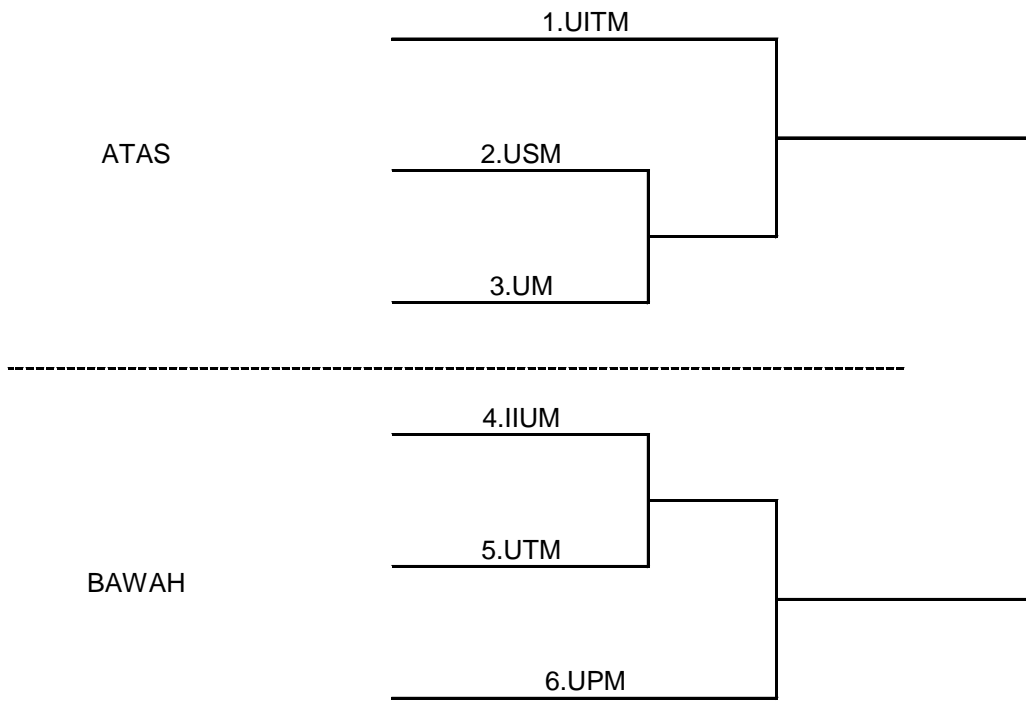 1.UITM
ATAS
2.USM
3.UM
4.IIUM
5.UTM
BAWAH
6.UPM